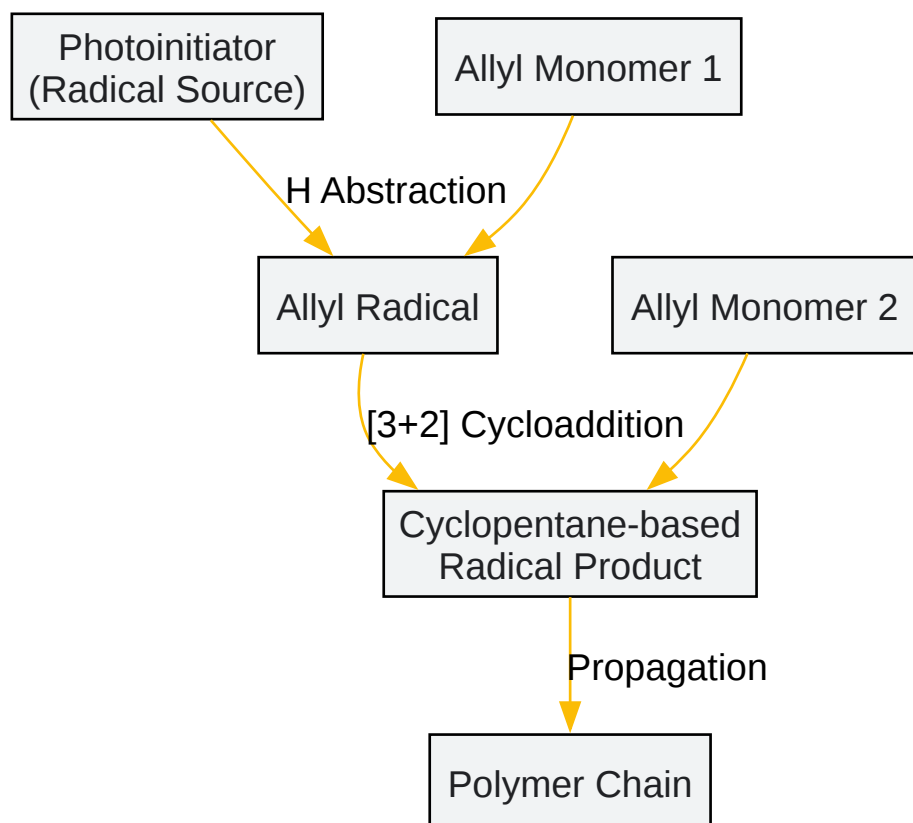 Photoinitiator
(Radical Source)
Allyl Monomer 1
H Abstraction
Allyl Radical
Allyl Monomer 2
[3+2] Cycloaddition
Cyclopentane-based
Radical Product
Propagation
Polymer Chain